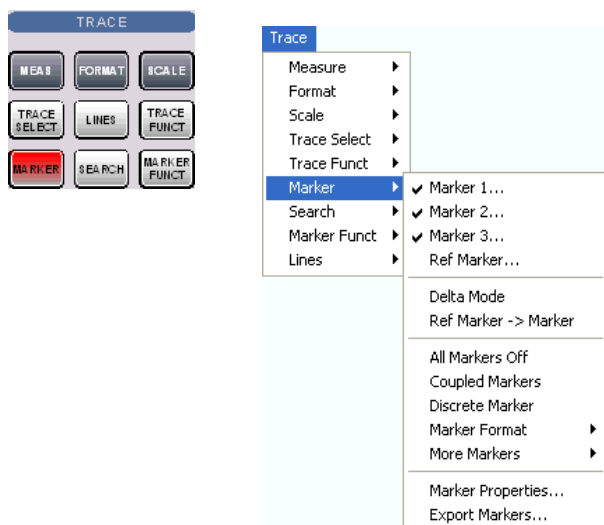 TRACE
MEAS
FORMAT
SCALE
TRACE
SELECT
LINES
TRACE
FUNCT
MARKER
SEARCH
MARKER
FUNCT
Trace
Measure
Format
Scale
Trace Select
Trace Funct
Marker
Search
Marker Funct
Lines
Marker 1...
Marker 2...
Marker 3...
Ref Marker...
Delta Mode
Ref Marker -> Marker
All Markers Off
Coupled Markers
Discrete Marker
Marker Format
More Markers
Marker Properties...
Export Markers...